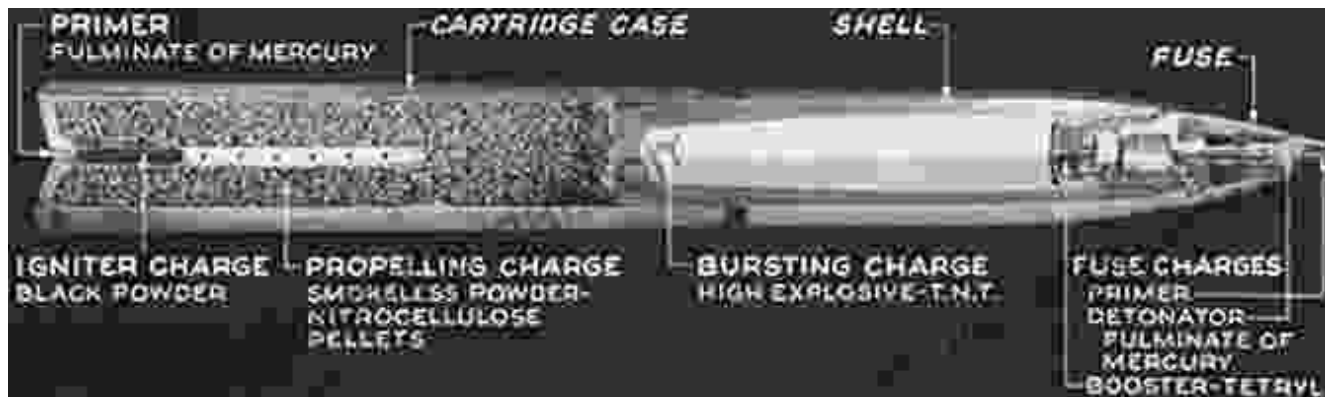 PRIMER
FULMINATE OF MERCURY
CARTRIDGE CASE
SHELL
FUSE
IGNITER CHARGE
BLACK POWDER
PROPELLING CHARGE
SMOKELESS POWDER-
NITROCELLULOSE
PELLETS
BURSTING CHARGE
HIGH EXPLOSIVE-T.N.T.
FUSE CHARGES:
PRIMER
DETONATOR
FULMINATE OF
MERCURY
BOOSTER-TETRYL